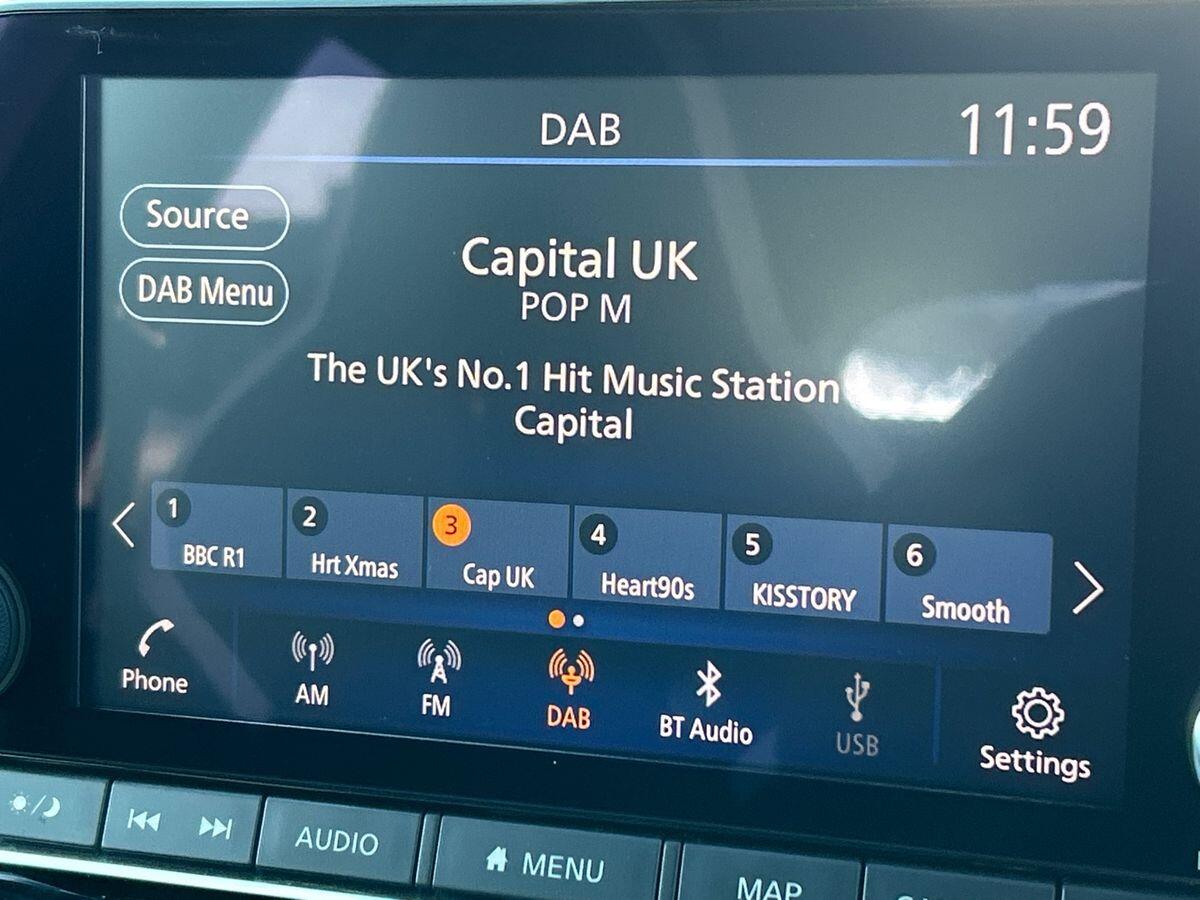 DAB
11:59
Source
DAB Menu
Capital UK
POP M
The UK's No.1 Hit Music Station
Capital
1
BBC R1
2
Hrt Xmas
3
Cap UK
4
Heart90s
5
KISSTORY
6
Smooth
Phone
AM
FM
DAB
BT Audio
USB
Settings
AUDIO
MENU
MAP